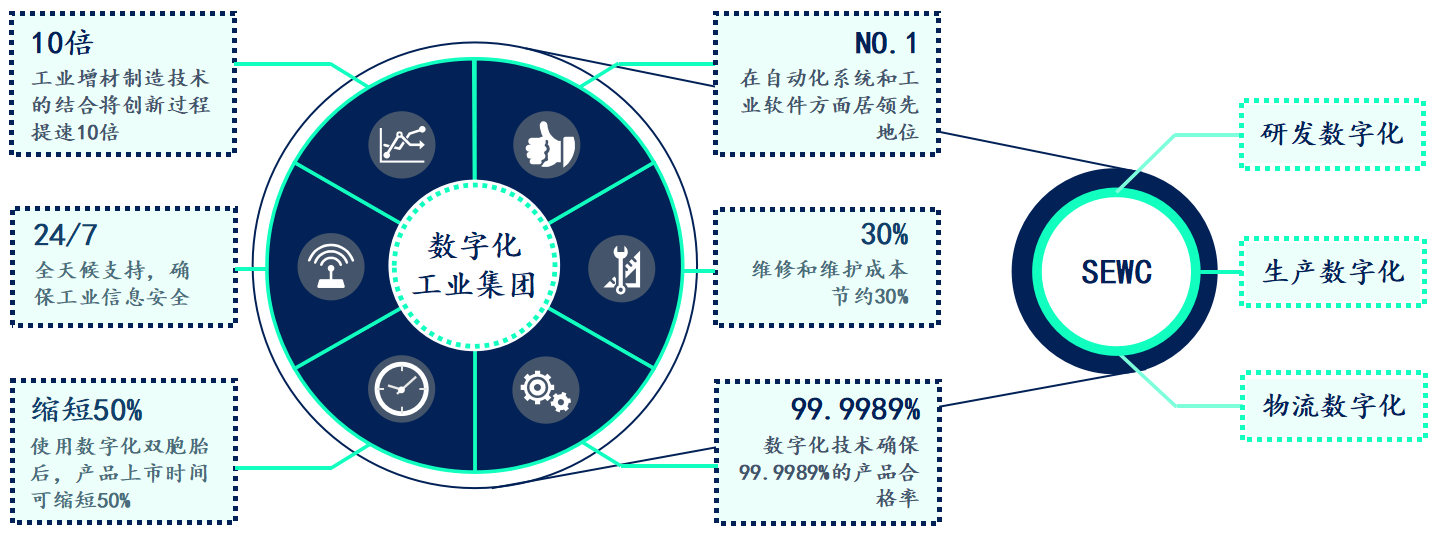 10倍
工业增材制造技术
的结合将创新过程
提速10倍
24/7
全天候支持，确
保工业信息安全
缩短50%
使用数字化双胞胎
后，产品上市时间
可缩短50%
数字化
工业集团
NO.1
在自动化系统和工
业软件方面居领先
地位
30%
维修和维护成本
节约30%
99.9989%
数字化技术确保
99.9989%的产品合
格率
SEWC
研发数字化
生产数字化
物流数字化